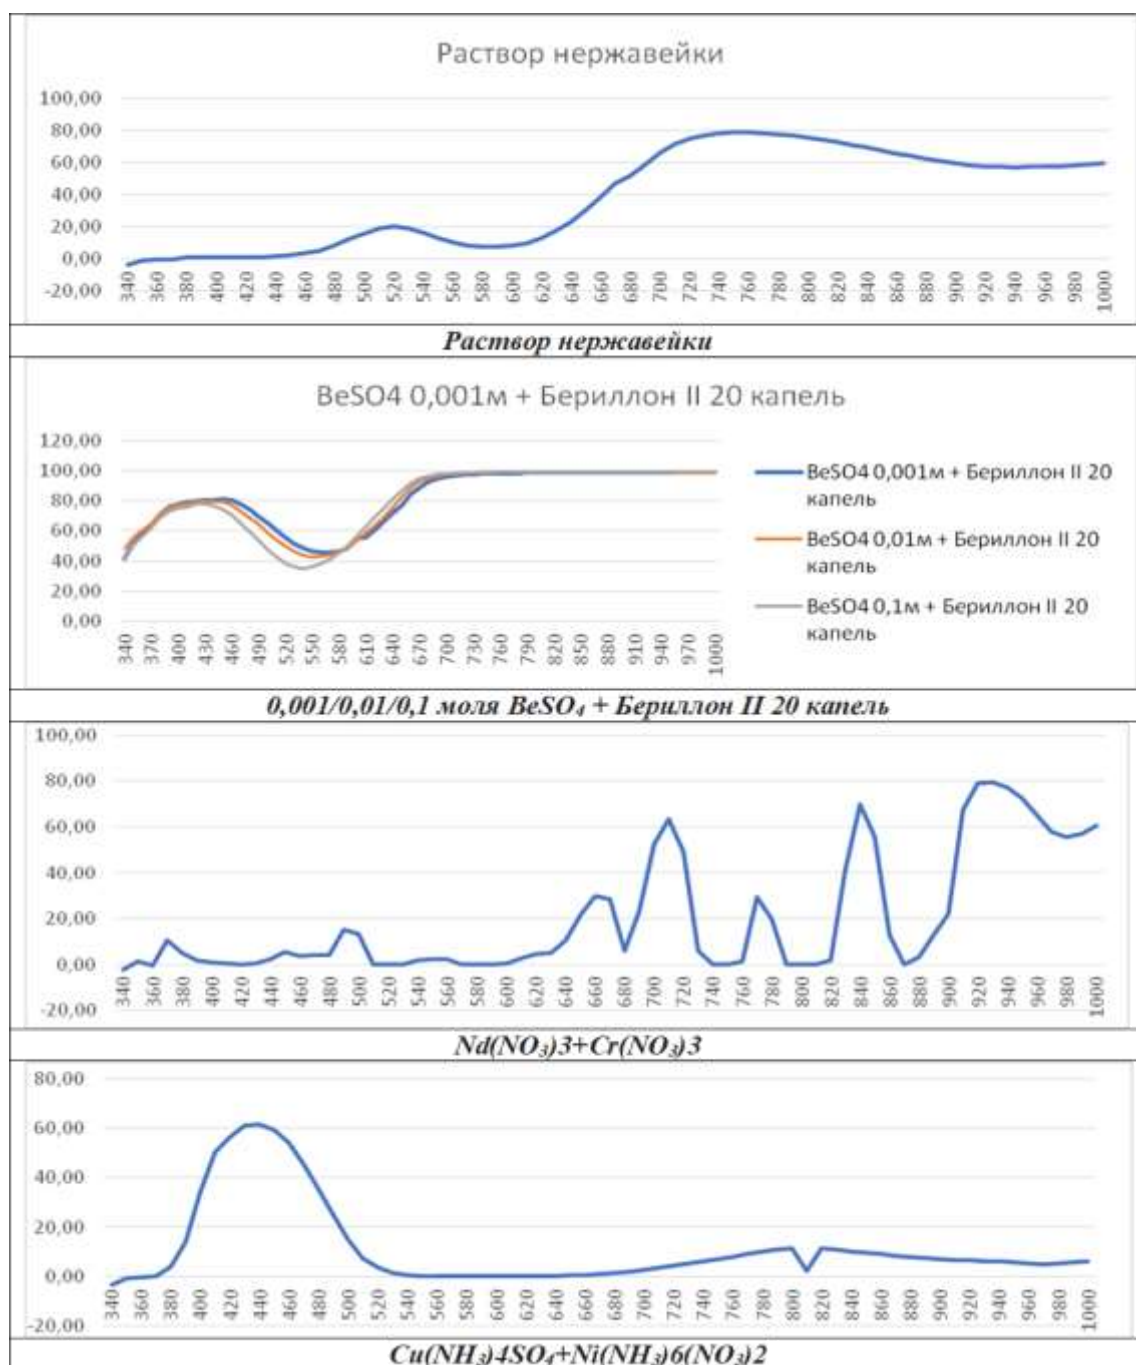 Раствор нержавейки
100,00
80,00
60,00
40,00
20,00
0,00
-20,00
340 360 380 400 420 440 460 480 500 520 540 560 580 600 620 640 660 680 700 720 740 760 780 800 820 840 860 880 900 920 940 960 980 1000
Раствор нержавейки
BeSO4 0,001м + Бериллон II 20 капель
120,00
100,00
80,00
60,00
40,00
20,00
0,00
340 370 400 430 460 490 520 550 580 610 640 670 700 730 760 790 820 850 880 910 940 970 1000
BeSO4 0,001м + Бериллон II 20
капель
BeSO4 0,01м + Бериллон II 20
капель
BeSO4 0,1м + Бериллон II 20
капель
0,001/0,01/0,1 моля BeSO₄ + Бериллон II 20 капель
100,00
80,00
60,00
40,00
20,00
0,00
-20,00
340 360 380 400 420 440 460 480 500 520 540 560 580 600 620 640 660 680 700 720 740 760 780 800 820 840 860 880 900 920 940 960 980 1000
Nd(NO₃)3+Cr(NO₃)3
80,00
60,00
40,00
20,00
0,00
-20,00
340 360 380 400 420 440 460 480 500 520 540 560 580 600 620 640 660 680 700 720 740 760 780 800 820 840 860 880 900 920 940 960 980 1000
Cu(NH₃)4SO₄+Ni(NH₃)6(NO₃)2